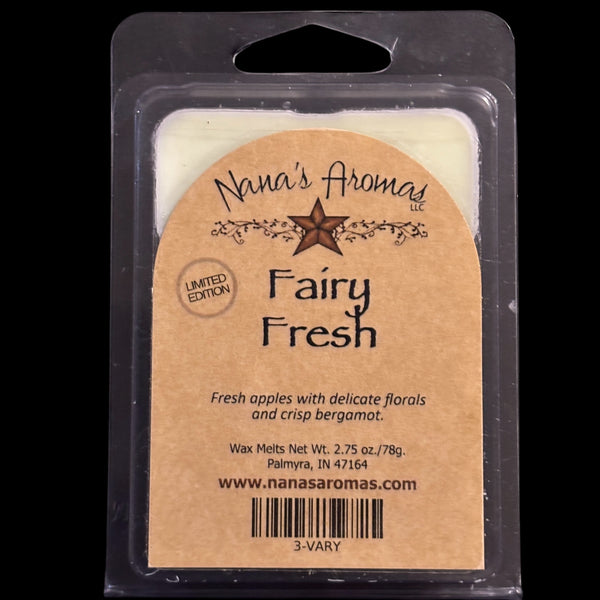 Nana's Aromas
LLC
LIMITED
EDITION
Fairy
Fresh
Fresh apples with delicate florals
and crisp bergamot.
Wax Melts Net Wt. 2.75 oz./78g.
Palmyra, IN 47164
www.nanasaromas.com
3-VARY